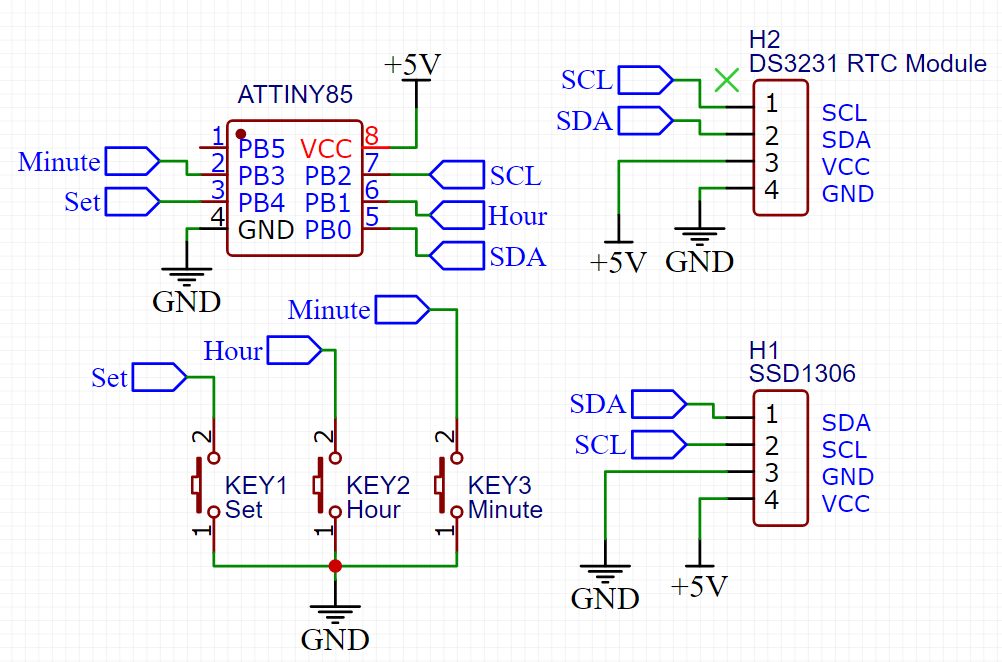 +5V
ATTINY85
1 PB5 VCC 8
Minute 2 PB3 PB2 7 SCL
Set 3 PB4 PB1 6 Hour
4 GND PB0 5 SDA
GND
H2
DS3231 RTC Module
SCL 1 SCL
SDA 2 SDA
3 VCC
4 GND
+5V GND
Minute
Hour
Set
2 2 2
KEY1 KEY2 KEY3
Set Hour Minute
1 1 1
GND
H1
SSD1306
SDA 1 SDA
SCL 2 SCL
3 GND
4 VCC
GND +5V